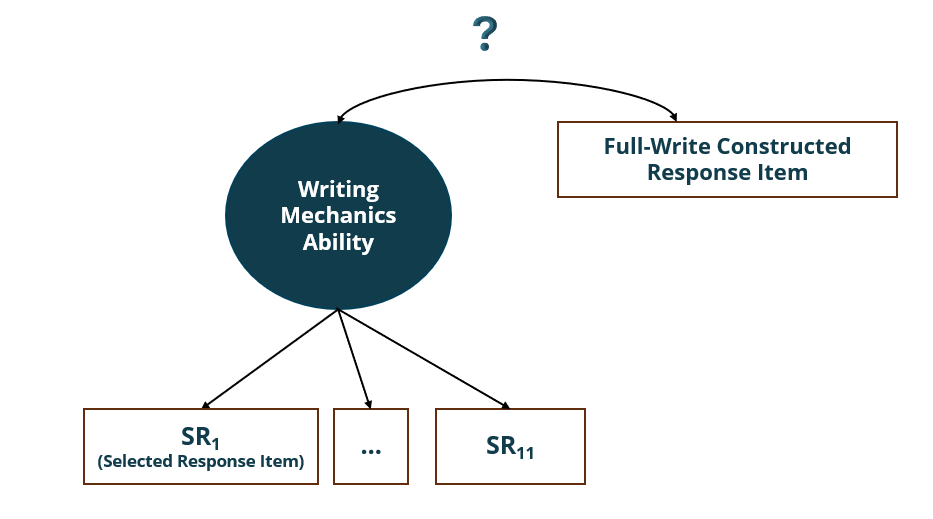 ?
Full-Write Constructed
Response Item
Writing
Mechanics
Ability
SR₁
(Selected Response Item)
...
SR₁₁